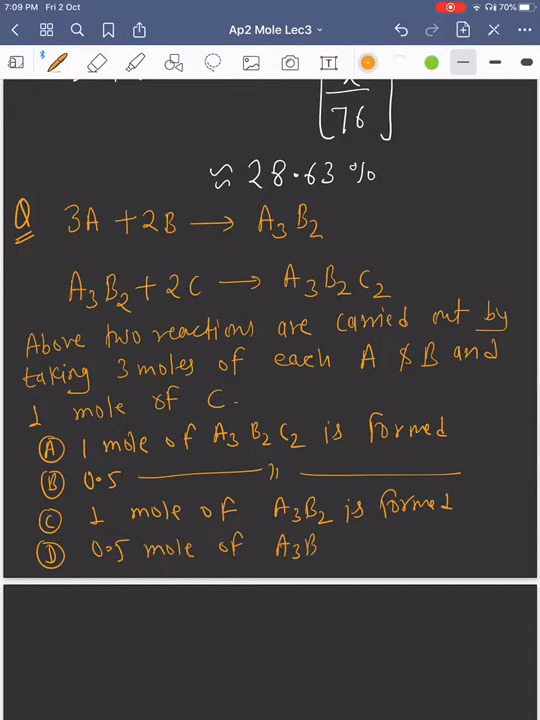 7:09 PM Fri 2 Oct 70%
Ap2 Mole Lec3
76
≈ 28.63 %
Q 3A + 2B → A₃B₂
A₃B₂ + 2C → A₃B₂C₂
Above two reactions are carried out by
taking 3 moles of each A & B and
1 mole of C.
(A) 1 mole of A₃B₂C₂ is formed
(B) 0.5 ——— 〃 ———
(C) 1 mole of A₃B₂ is formed
(D) 0.5 mole of A₃B